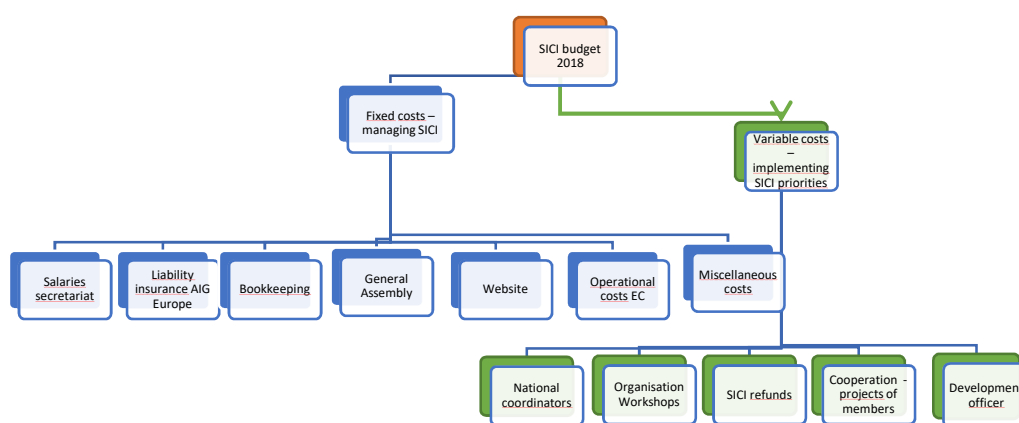 SICI budget
2018
Fixed costs –
managing SICI
Variable costs
–
implementing
SICI priorities
Salaries
secretariat
Liability
insurance AIG
Europe
Bookkeeping
General
Assembly
Website
Operational
costs EC
Miscellaneous
costs
National
coordinators
Organisation
Workshops
SICI refunds
Cooperation -
projects of
members
Developmen
officer